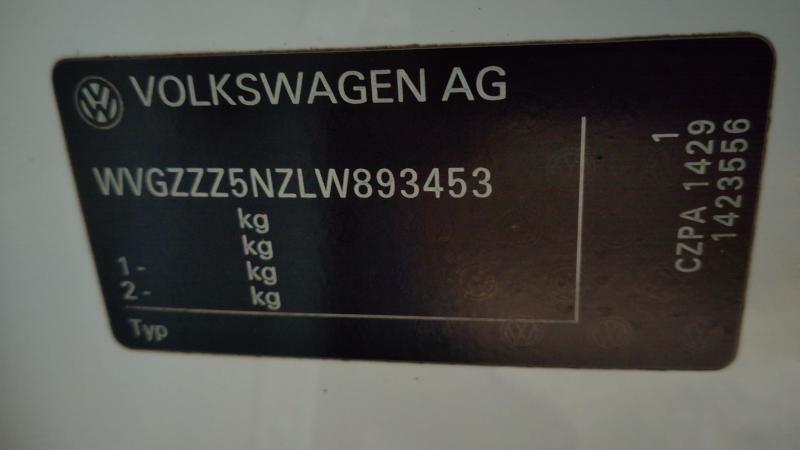 VOLKSWAGEN AG
WVGZZZ5NZLW893453
kg
kg
1- kg
2- kg
Typ
1
CZPA 1429
1423556